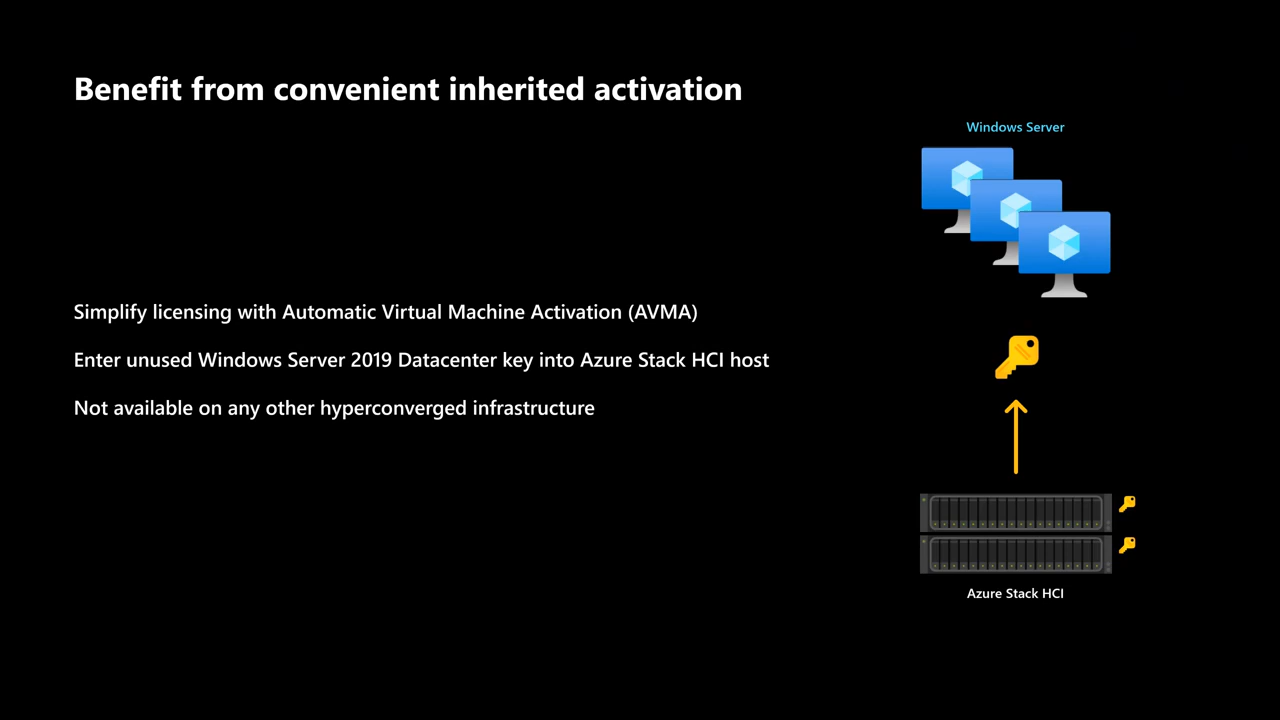 Benefit from convenient inherited activation
Windows Server
Simplify licensing with Automatic Virtual Machine Activation (AVMA)
Enter unused Windows Server 2019 Datacenter key into Azure Stack HCI host
Not available on any other hyperconverged infrastructure
Azure Stack HCI